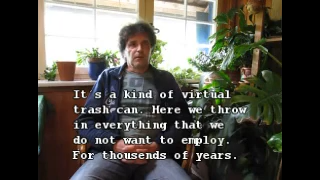 It s a kind of virtual
trash can. Here we throw
in everything that we
do not want to employ.
For thousends of years.